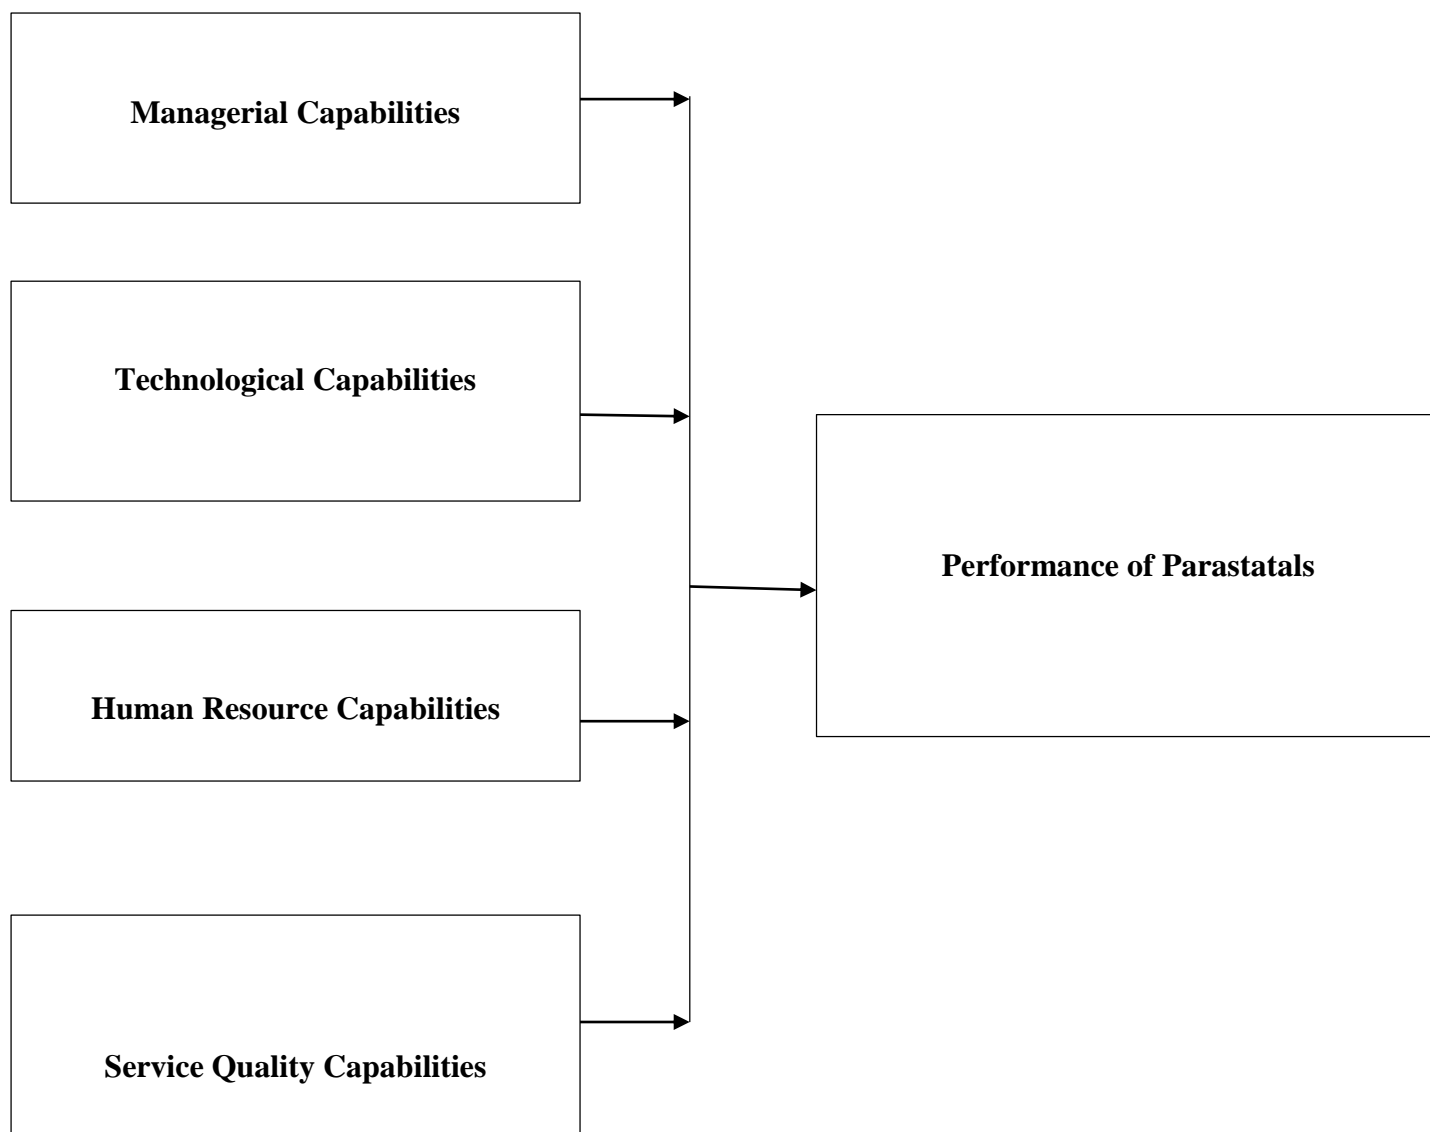 Managerial Capabilities
Technological Capabilities
Performance of Parastatals
Human Resource Capabilities
Service Quality Capabilities